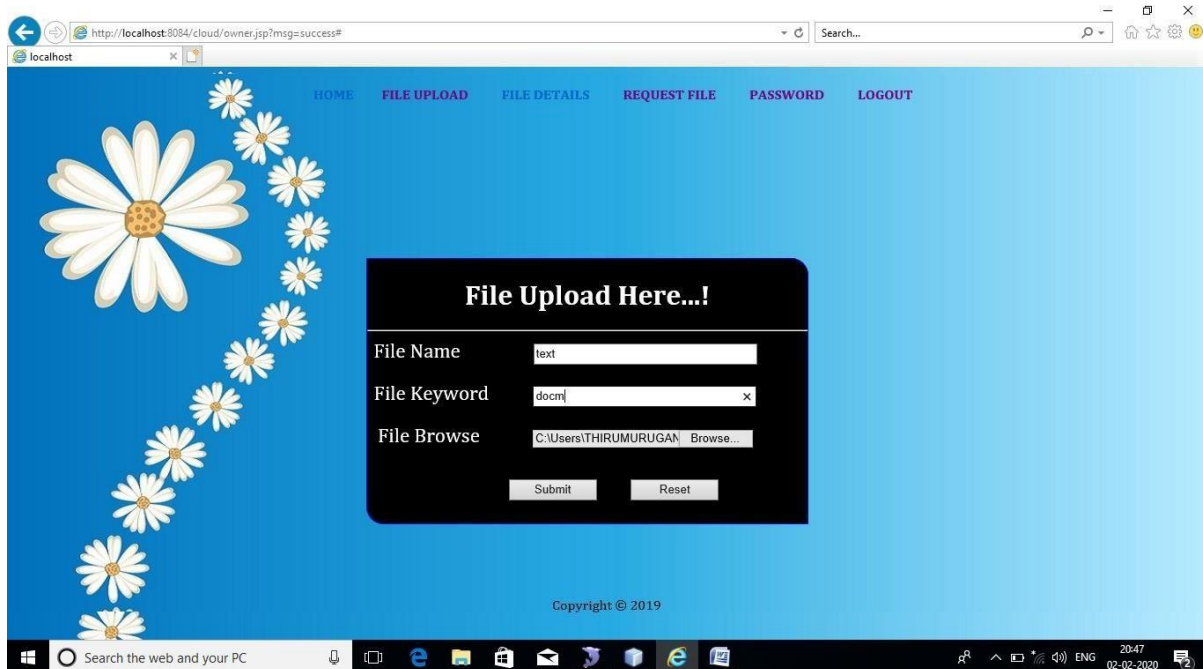 http://localhost:8084/cloud/owner.jsp?msg=success#
Search...
localhost
HOME FILE UPLOAD FILE DETAILS REQUEST FILE PASSWORD LOGOUT
File Upload Here...!
File Name text
File Keyword docm
File Browse C:\Users\THIRUMURUGAN Browse...
Submit Reset
Copyright © 2019
Search the web and your PC
ENG
20:47
02-02-2020